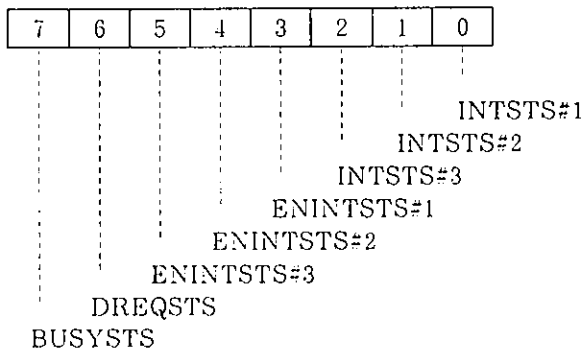 7 6 5 4 3 2 1 0
INTSTS#1
INTSTS#2
INTSTS#3
ENINTSTS#1
ENINTSTS#2
ENINTSTS#3
DREQSTS
BUSYSTS